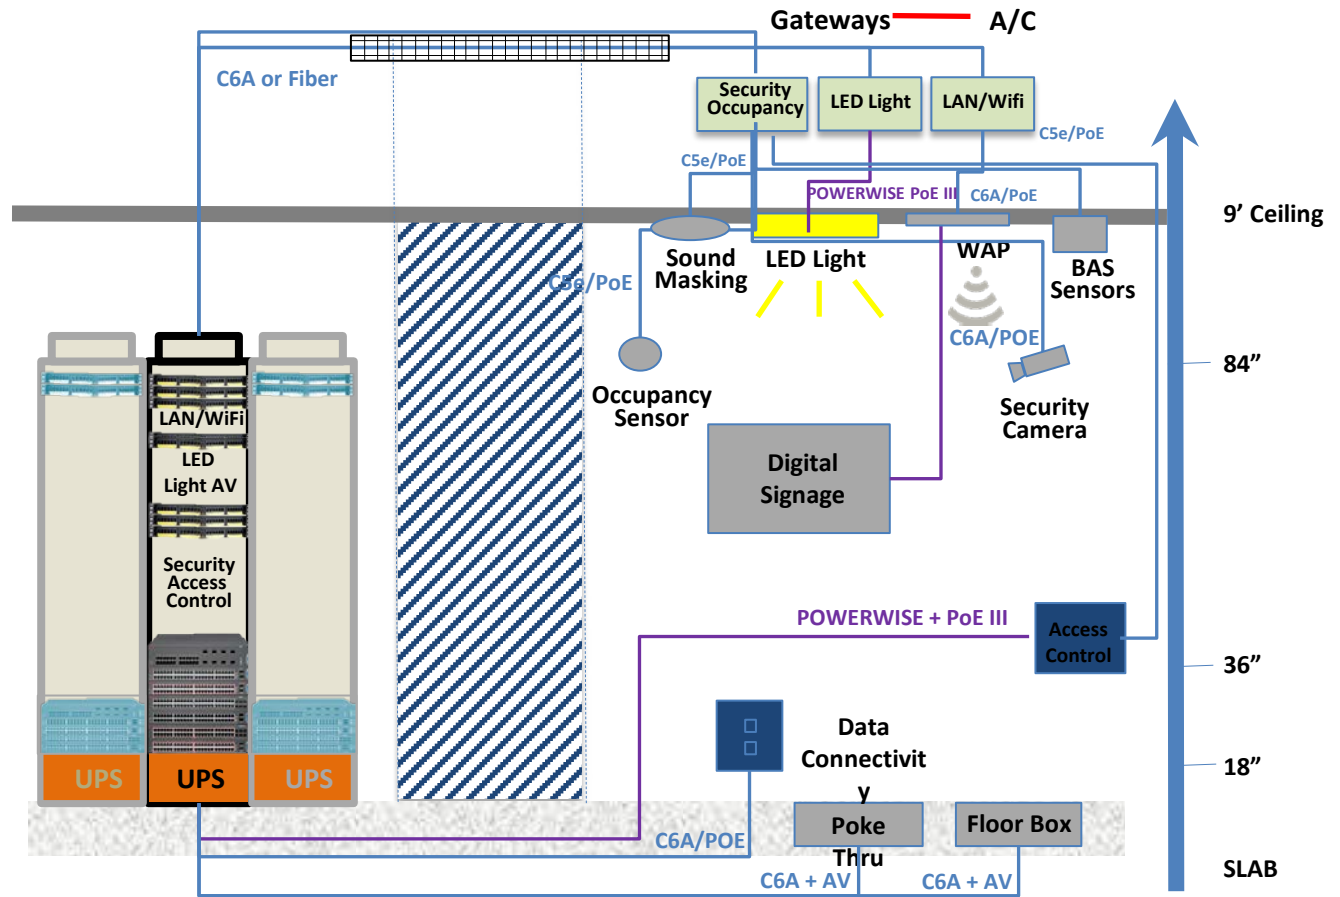 Gateways A/C
C6A or Fiber
Security
Occupancy
LED Light
LAN/Wifi
C5e/PoE
C5e/PoE
POWERWISE PoE III
C6A/PoE
9’ Ceiling
Sound
Masking
LED Light
WAP
BAS
Sensors
C5e/PoE
C6A/POE
84”
Occupancy
Sensor
Security
Camera
LAN/WiFi
LED
Light AV
Digital
Signage
Security
Access
Control
POWERWISE + PoE III
Access
Control
36”
Data
Connectivit
y
18”
UPS
UPS
UPS
Poke
Thru
Floor Box
C6A/POE
SLAB
C6A + AV
C6A + AV